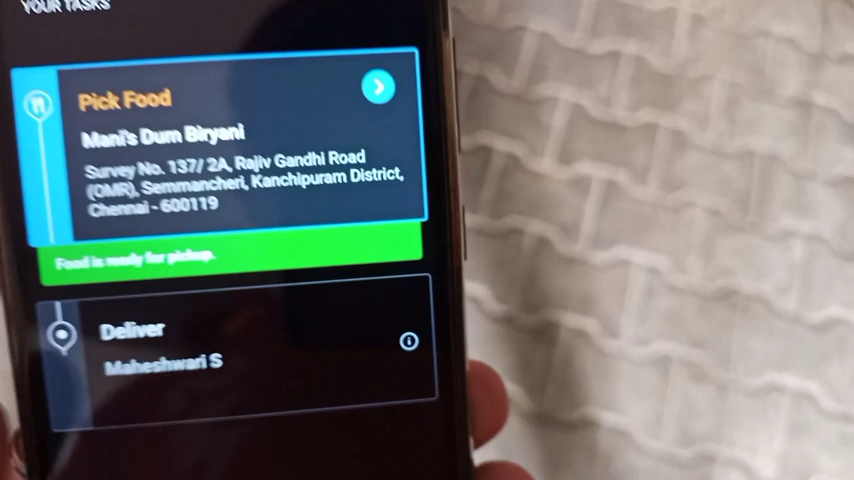 YOUR TASKS
Pick Food
Mani's Dum Biryani
Survey No. 137/ 2A, Rajiv Gandhi Road
(OMR), Semmancheri, Kanchipuram District,
Chennai - 600119
Food is ready for pickup.
Deliver
Maheshwari S